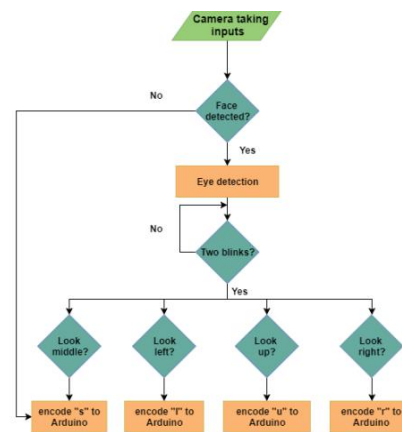 Camera taking
inputs
No
Face
detected?
Yes
Eye detection
No
Two blinks?
Yes
Look
middle?
Look
left?
Look
up?
Look
right?
encode "s" to
Arduino
encode "l" to
Arduino
encode "u" to
Arduino
encode "r" to
Arduino